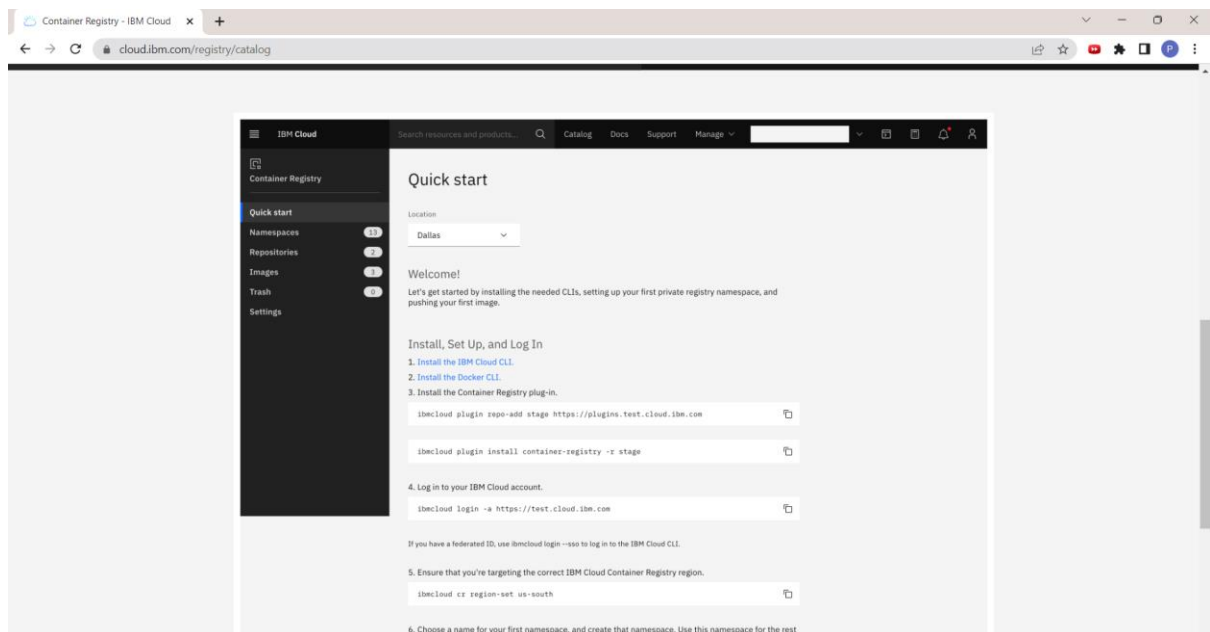 Container Registry - IBM Cloud
cloud.ibm.com/registry/catalog
P
IBM Cloud
Search resources and products...
Catalog
Docs
Support
Manage
Container Registry
Quick start
Namespaces 13
Repositories 2
Images 3
Trash 0
Settings
Quick start
Location
Dallas
Welcome!
Let's get started by installing the needed CLIs, setting up your first private registry namespace, and
pushing your first image.
Install, Set Up, and Log In
1. Install the IBM Cloud CLI.
2. Install the Docker CLI.
3. Install the Container Registry plug-in.
ibmcloud plugin repo-add stage https://plugins.test.cloud.ibm.com
ibmcloud plugin install container-registry -r stage
4. Log in to your IBM Cloud account.
ibmcloud login -a https://test.cloud.ibm.com
If you have a federated ID, use ibmcloud login --sso to log in to the IBM Cloud CLI.
5. Ensure that you're targeting the correct IBM Cloud Container Registry region.
ibmcloud cr region-set us-south
6. Choose a name for your first namespace, and create that namespace. Use this namespace for the rest